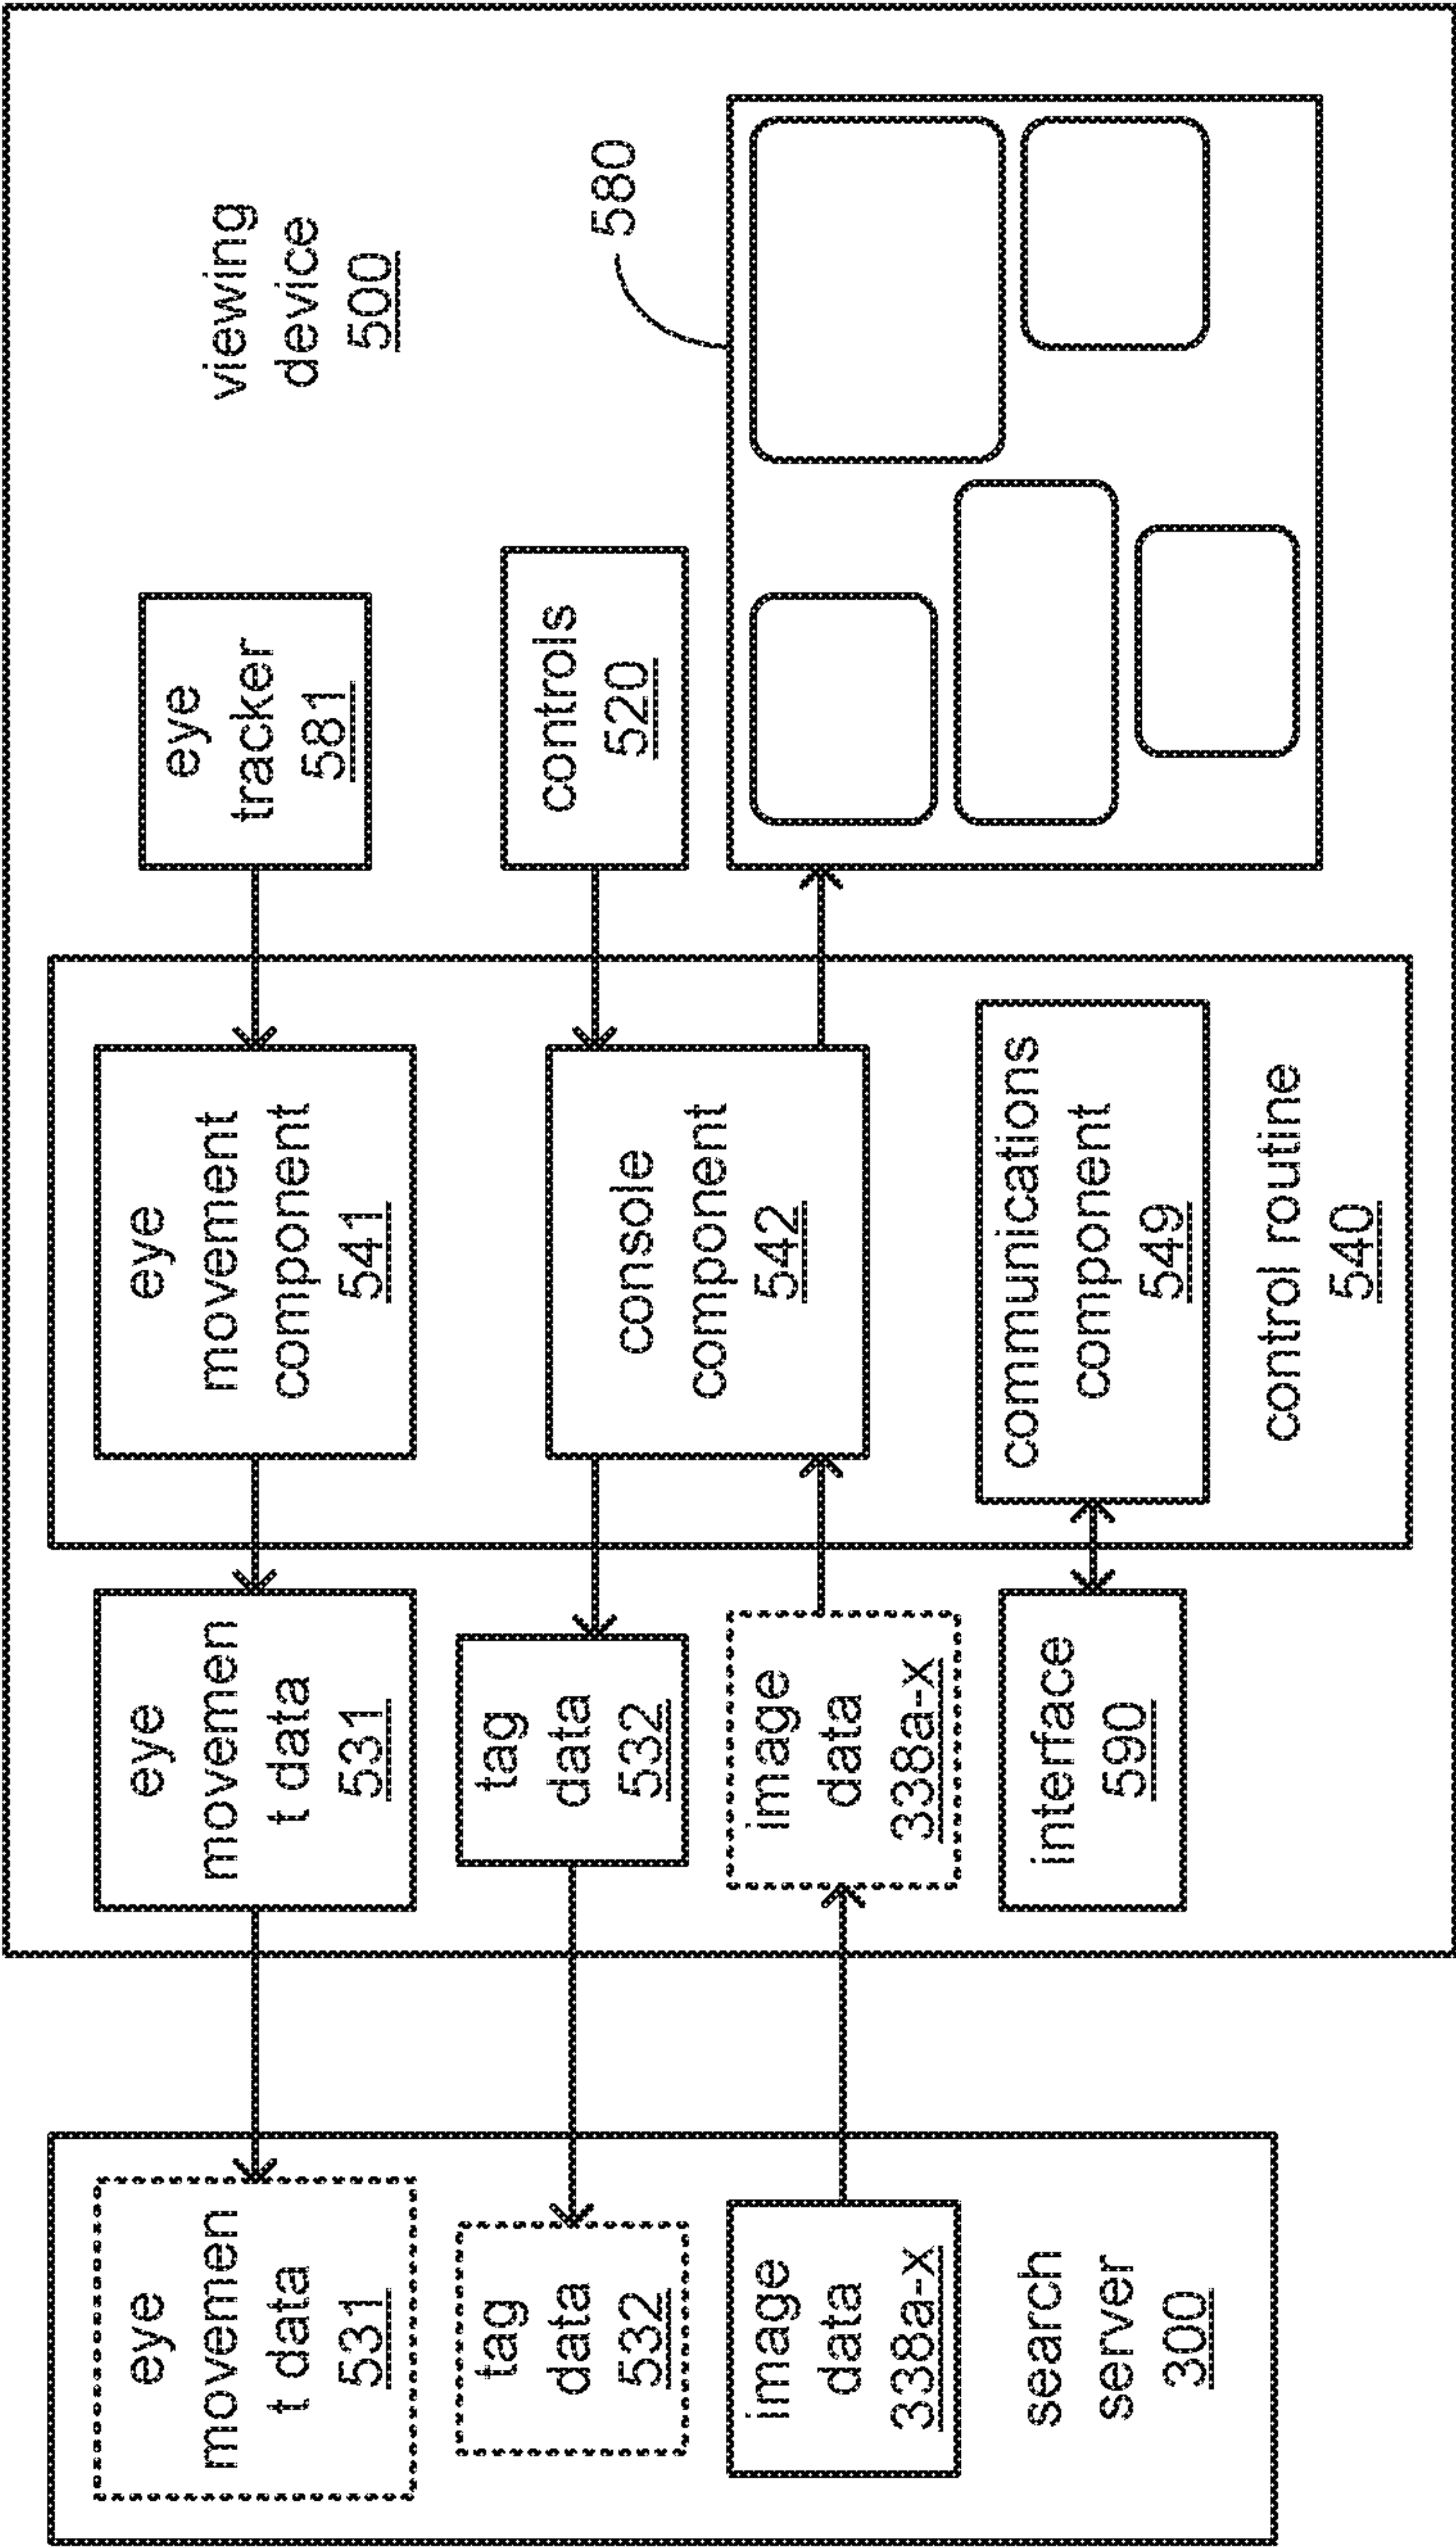 eye
movemen
t data
531
tag
data
532
image
data
338a-x
search
server
300
eye
movemen
t data
531
tag
data
532
image
data
338a-x
interface
590
eye
movement
component
541
console
component
542
communications
component
549
control routine
540
eye
tracker
581
controls
520
580
viewing
device
500